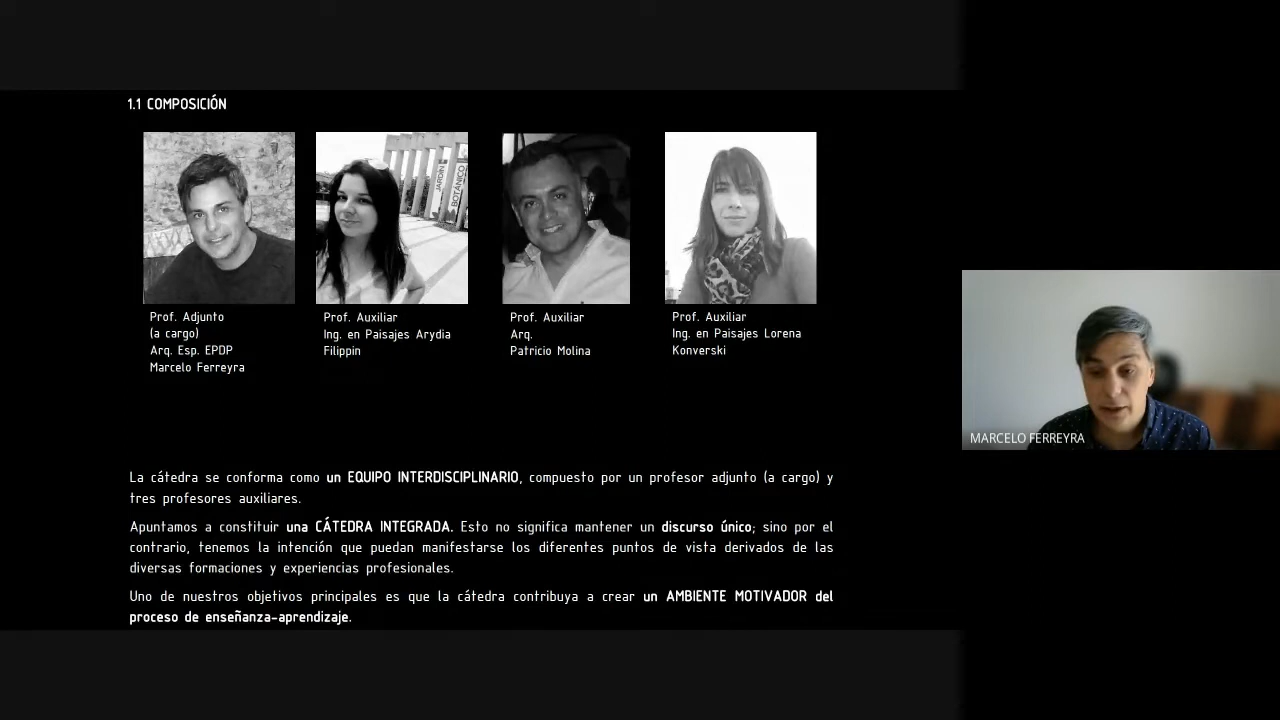 1.1 COMPOSICIÓN
JARDÍN
BOTÁNICO
Prof. Adjunto
(a cargo)
Arq. Esp. EPDP
Marcelo Ferreyra
Prof. Auxiliar
Ing. en Paisajes Arydia
Filippin
Prof. Auxiliar
Arq.
Patricio Molina
Prof. Auxiliar
Ing. en Paisajes Lorena
Konverski
MARCELO FERREYRA
La cátedra se conforma como un EQUIPO INTERDISCIPLINARIO, compuesto por un profesor adjunto (a cargo) y
tres profesores auxiliares.
Apuntamos a constituir una CÁTEDRA INTEGRADA. Esto no significa mantener un discurso único; sino por el
contrario, tenemos la intención que puedan manifestarse los diferentes puntos de vista derivados de las
diversas formaciones y experiencias profesionales.
Uno de nuestros objetivos principales es que la cátedra contribuya a crear un AMBIENTE MOTIVADOR del
proceso de enseñanza-aprendizaje.